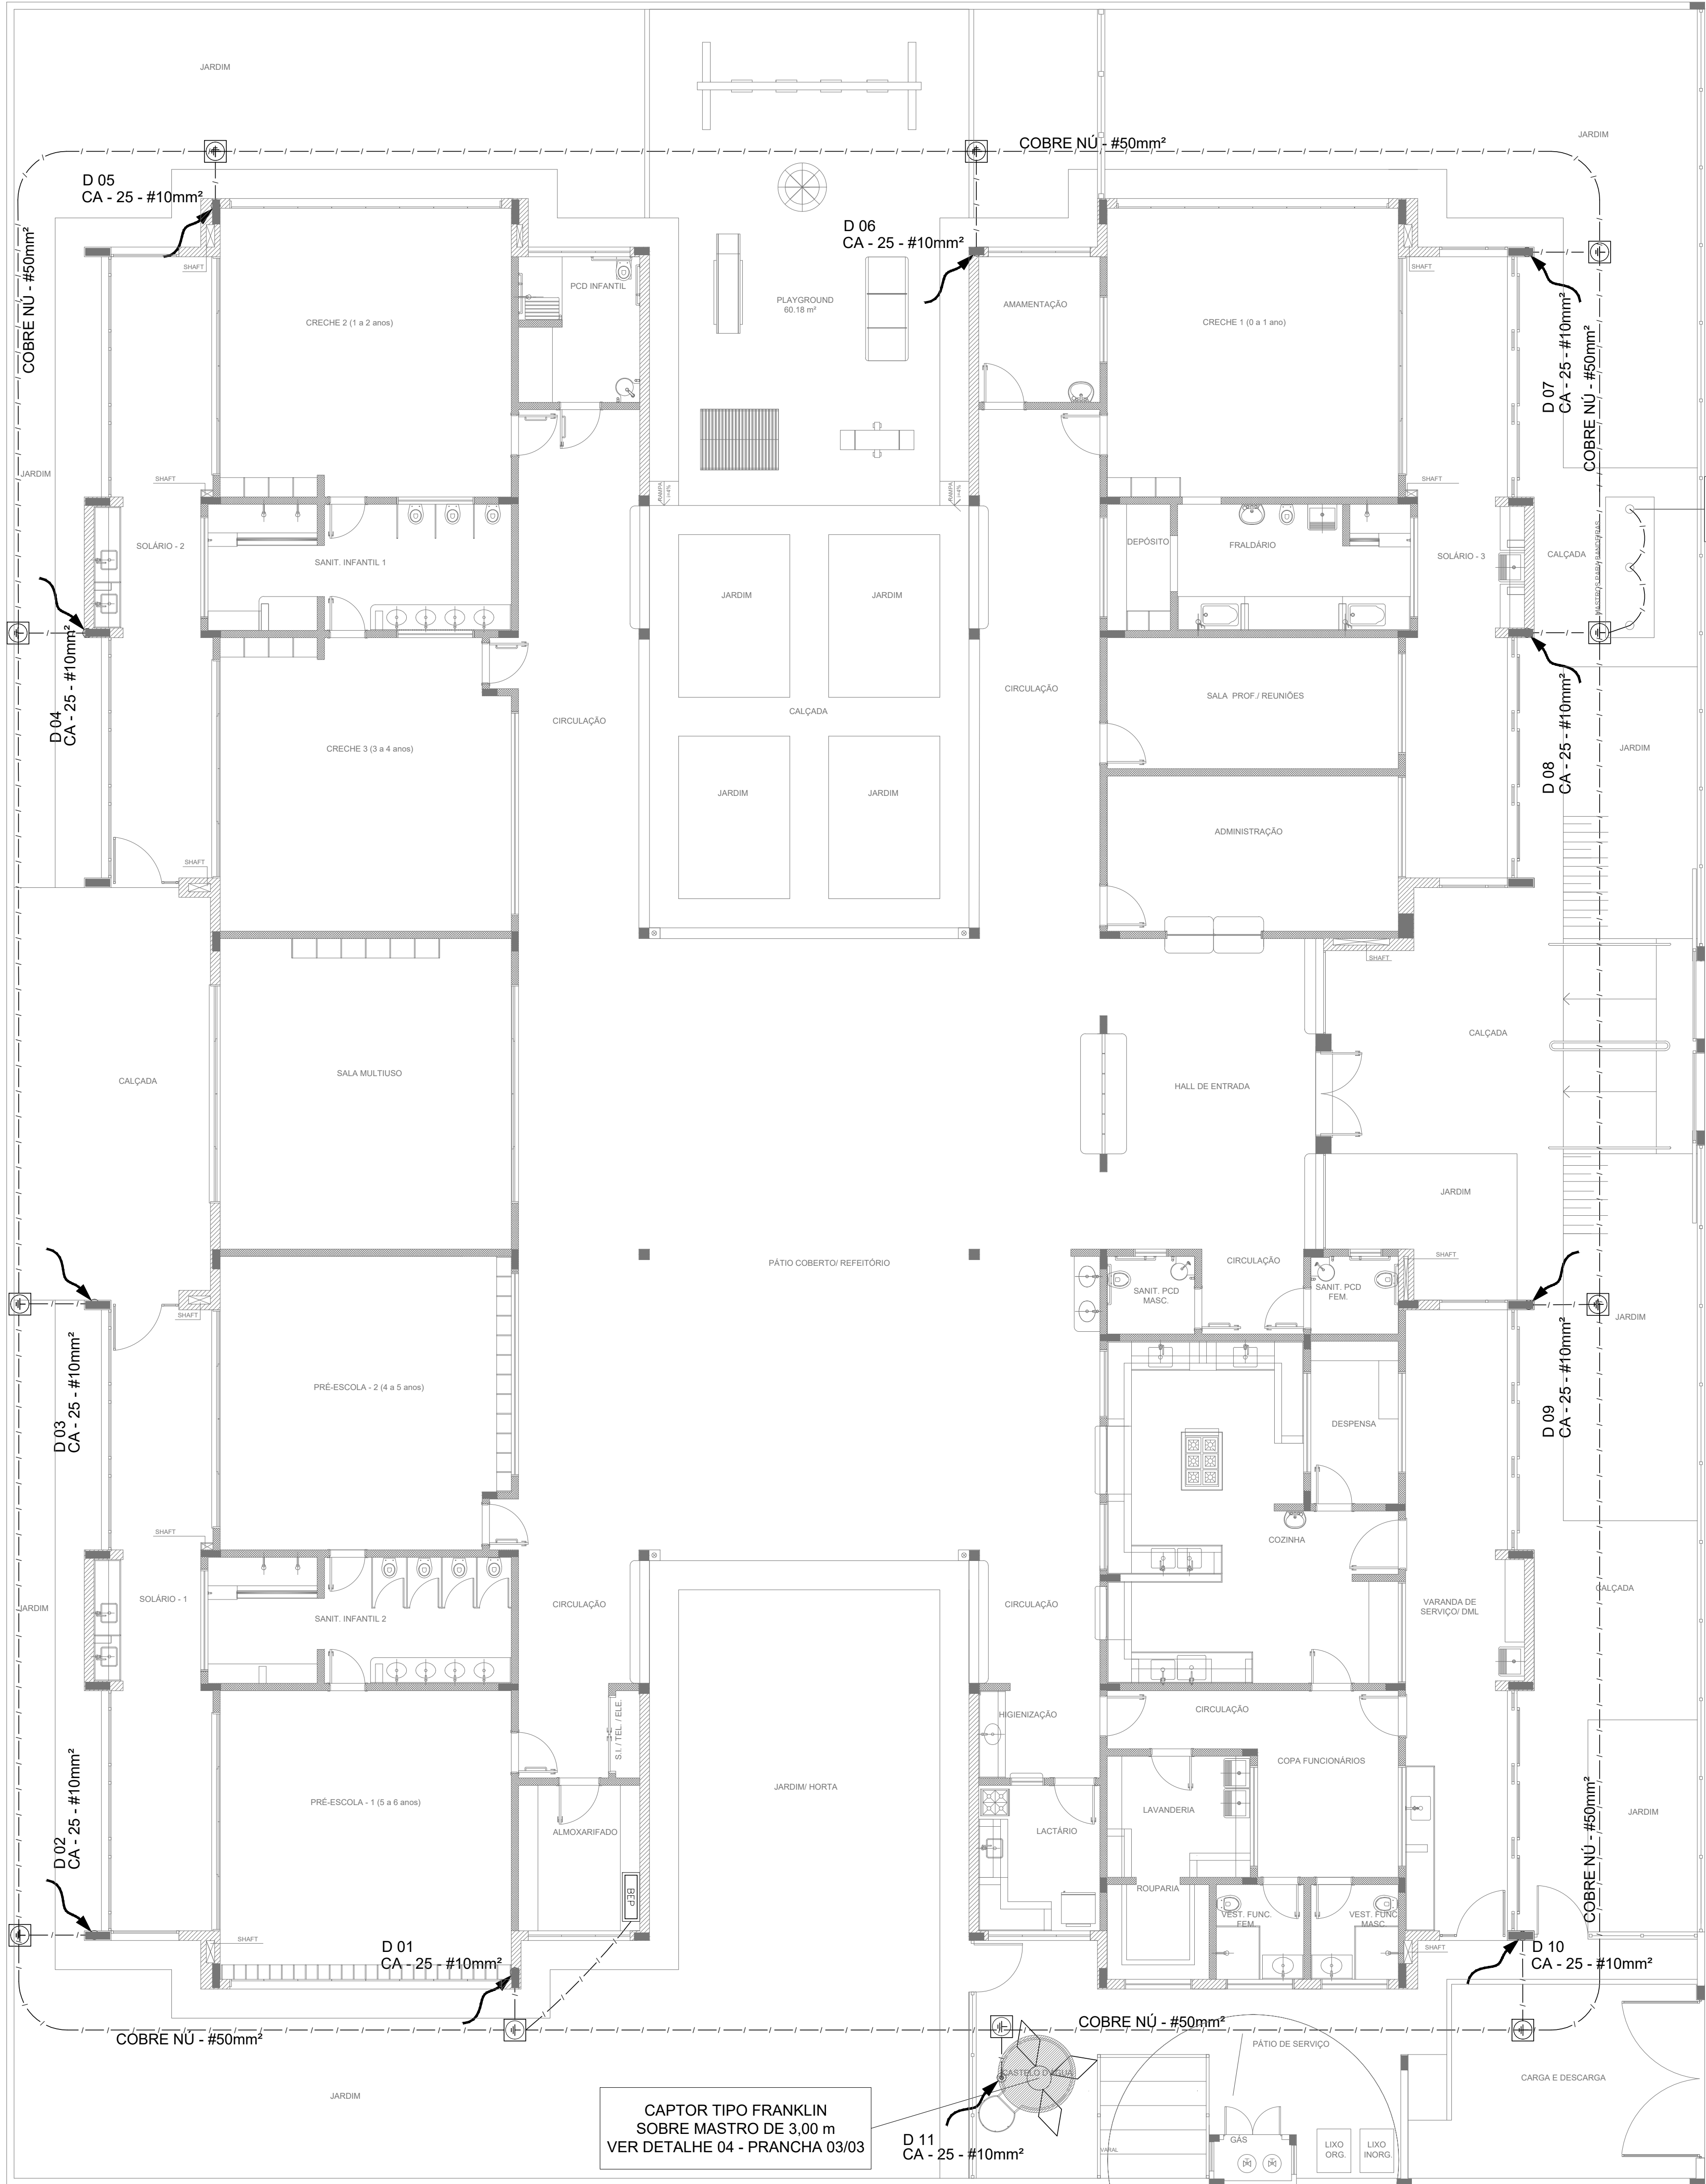 JARDIM
JARDIM
COBRE NÚ - #50mm²
D 05
CA - 25 - #10mm²
D 06
CA - 25 - #10mm²
COBRE NÚ - #50mm²
SHAFT
PCD INFANTIL
PLAYGROUND
60.18 m²
AMAMENTAÇÃO
CRECHE 2 (1 a 2 anos)
CRECHE 1 (0 a 1 ano)
SHAFT
D 07
CA - 25 - #10mm²
COBRE NÚ - #50mm²
JARDIM
SHAFT
RAMPA
i=4%
RAMPA
i=4%
SHAFT
SOLÁRIO - 2
SANIT. INFANTIL 1
DEPÓSITO
FRALDÁRIO
SOLÁRIO - 3
CALÇADA
MASTROS PARA BANDEIRAS
JARDIM
JARDIM
D 04
CA - 25 - #10mm²
CIRCULAÇÃO
CIRCULAÇÃO
SALA PROF./ REUNIÕES
CALÇADA
CRECHE 3 (3 a 4 anos)
D 08
CA - 25 - #10mm²
JARDIM
JARDIM
JARDIM
ADMINISTRAÇÃO
SHAFT
SHAFT
CALÇADA
CALÇADA
SALA MULTIUSO
HALL DE ENTRADA
JARDIM
PÁTIO COBERTO/ REFEITÓRIO
CIRCULAÇÃO
SHAFT
SANIT. PCD
MASC.
SANIT. PCD
FEM.
SHAFT
JARDIM
D 03
CA - 25 - #10mm²
PRÉ-ESCOLA - 2 (4 a 5 anos)
DESPENSA
D 09
CA - 25 - #10mm²
SHAFT
COZINHA
SOLÁRIO - 1
JARDIM
SANIT. INFANTIL 2
CIRCULAÇÃO
CIRCULAÇÃO
VARANDA DE
SERVIÇO/ DML
CALÇADA
S.I. / TEL. / ELE.
HIGIENIZAÇÃO
CIRCULAÇÃO
COPA FUNCIONÁRIOS
D 02
CA - 25 - #10mm²
PRÉ-ESCOLA - 1 (5 a 6 anos)
JARDIM/ HORTA
LAVANDERIA
JARDIM
ALMOXARIFADO
LACTÁRIO
COBRE NÚ - #50mm²
BEP
ROUPARIA
VEST. FUNC.
FEM.
VEST. FUNC.
MASC.
SHAFT
D 01
CA - 25 - #10mm²
SHAFT
D 10
CA - 25 - #10mm²
COBRE NÚ - #50mm²
COBRE NÚ - #50mm²
PÁTIO DE SERVIÇO
CASTELO D'ÁGUA
CARGA E DESCARGA
JARDIM
CAPTOR TIPO FRANKLIN
SOBRE MASTRO DE 3,00 m
VER DETALHE 04 - PRANCHA 03/03
D 11
CA - 25 - #10mm²
VARAL
GÁS
LIXO
ORG.
LIXO
INORG.